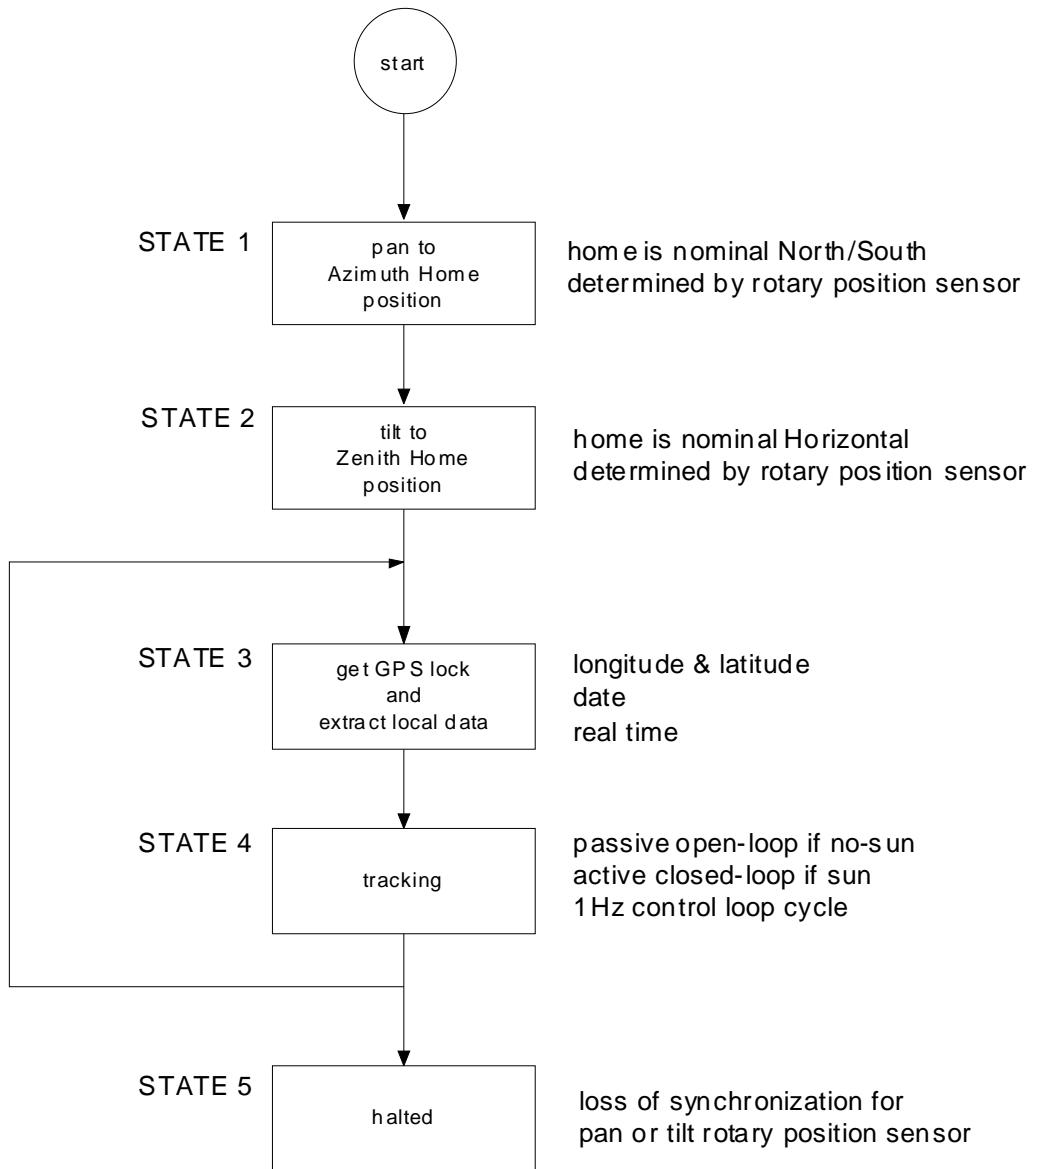 start
STATE 1
pan to
Azimuth Home
position
home is nominal North/South
determined by rotary position sensor
STATE 2
tilt to
Zenith Home
position
home is nominal Horizontal
determined by rotary position sensor
STATE 3
get GPS lock
and
extract local data
longitude & latitude
date
real time
STATE 4
tracking
passive open-loop if no-sun
active closed-loop if sun
1Hz control loop cycle
STATE 5
halted
loss of synchronization for
pan or tilt rotary position sensor